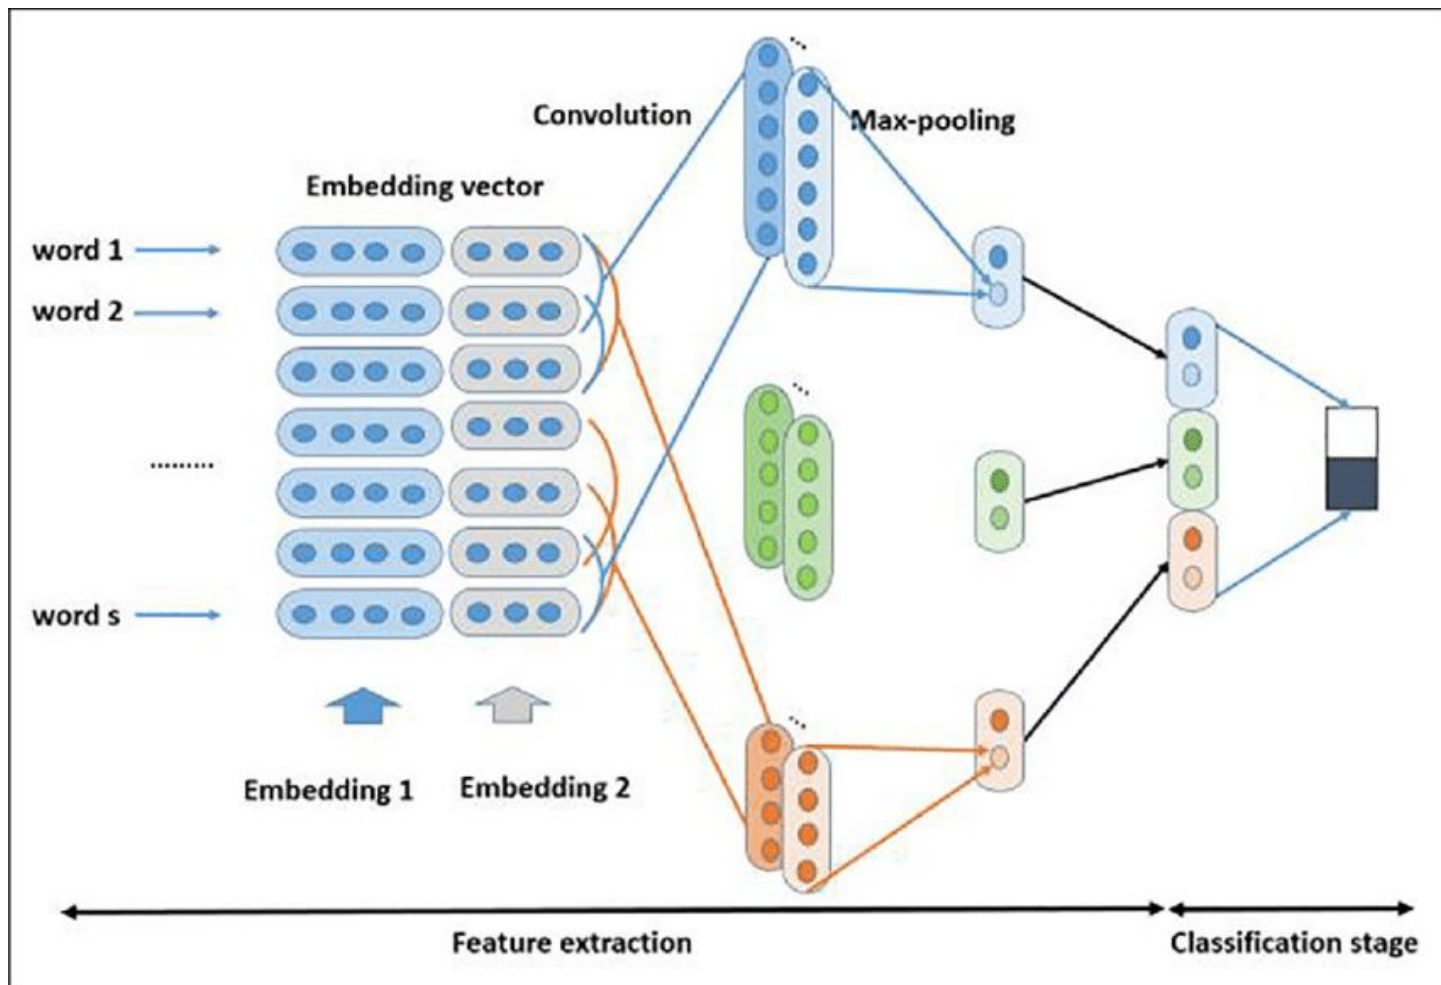 Convolution
Max-pooling
Embedding vector
word 1
word 2
.........
word s
Embedding 1
Embedding 2
Feature extraction
Classification stage